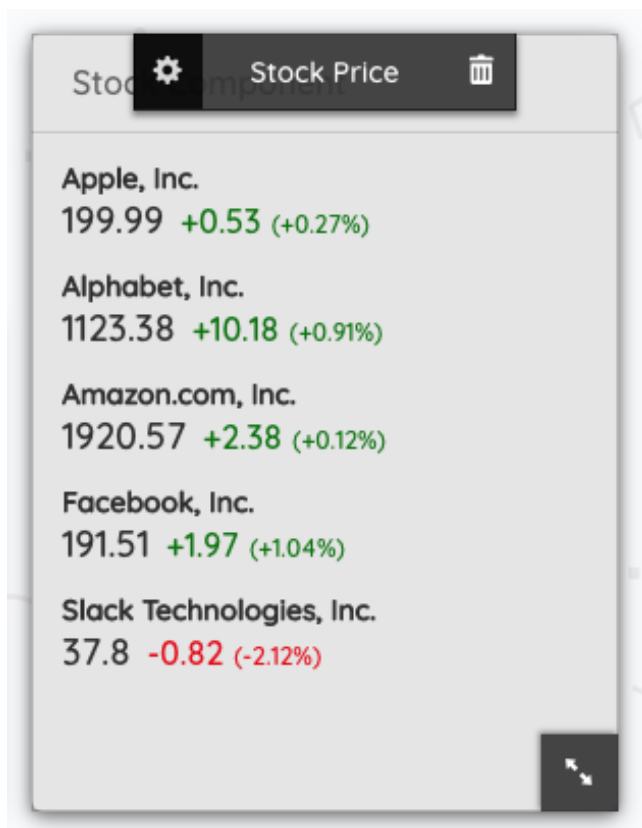 Stock Price
Stock Component
Apple, Inc.
199.99 +0.53 (+0.27%)
Alphabet, Inc.
1123.38 +10.18 (+0.91%)
Amazon.com, Inc.
1920.57 +2.38 (+0.12%)
Facebook, Inc.
191.51 +1.97 (+1.04%)
Slack Technologies, Inc.
37.8 -0.82 (-2.12%)